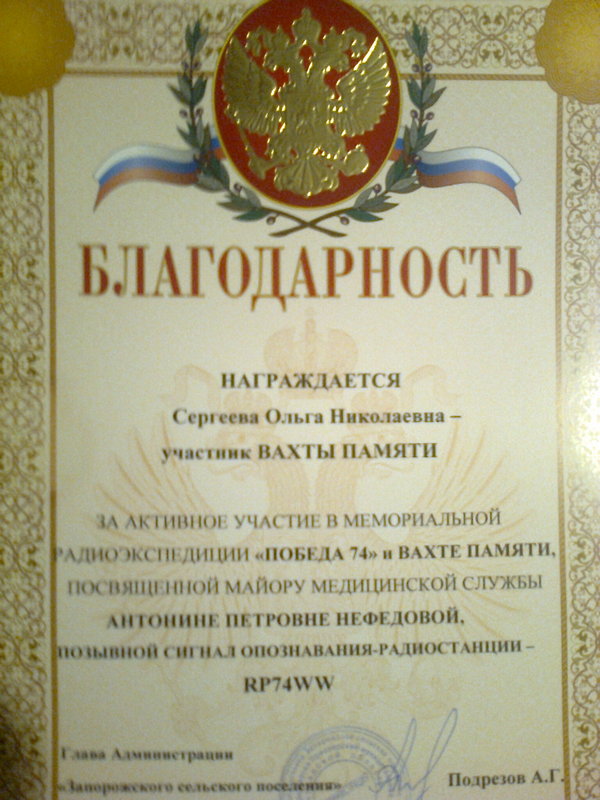 БЛАГОДАРНОСТЬ
НАГРАЖДАЕТСЯ
Сергеева Ольга Николаевна –
участник ВАХТЫ ПАМЯТИ
ЗА АКТИВНОЕ УЧАСТИЕ В МЕМОРИАЛЬНОЙ
РАДИОЭКСПЕДИЦИИ «ПОБЕДА 74» и ВАХТЕ ПАМЯТИ,
ПОСВЯЩЕННОЙ МАЙОРУ МЕДИЦИНСКОЙ СЛУЖБЫ
АНТОНИНЕ ПЕТРОВНЕ НЕФЕДОВОЙ,
ПОЗЫВНОЙ СИГНАЛ ОПОЗНАВАНИЯ-РАДИОСТАНЦИИ –
RP74WW
Глава Администрации
«Запорожского сельского поселения»
Подрезов А.Г.